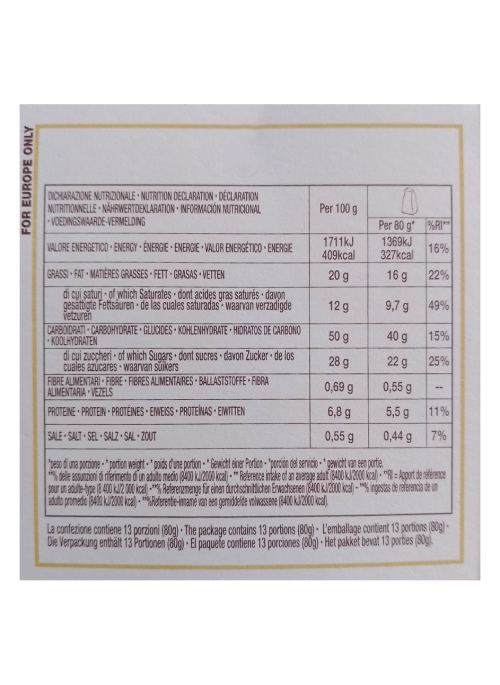 FOR EUROPE ONLY
DICHIARAZIONE NUTRIZIONALE • NUTRITION DECLARATION • DÉCLARATION
NUTRITIONNELLE • NÄHRWERTDEKLARATION • INFORMACIÓN NUTRICIONAL
• VOEDINGSWAARDE-VERMELDING
Per 100 g
Per 80 g* %RI**
VALORE ENERGETICO • ENERGY • ÉNERGIE • ENERGIE • VALOR ENERGÉTICO • ENERGIE
1711kJ 1369kJ 16%
409kcal 327kcal
GRASSI • FAT • MATIÈRES GRASSES • FETT • GRASAS • VETTEN 20 g 16 g 22%
di cui saturi • of which Saturates • dont acides gras saturés • davon
gesättigte Fettsäuren • de las cuales saturadas • waarvan verzadigde
vetzuren
12 g 9,7 g 49%
CARBOIDRATI • CARBOHYDRATE • GLUCIDES • KOHLENHYDRATE • HIDRATOS DE CARBONO
• KOOLHYDRATEN
50 g 40 g 15%
di cui zuccheri • of which Sugars • dont sucres • davon Zucker • de los
cuales azúcares • waarvan suikers
28 g 22 g 25%
FIBRE ALIMENTARI • FIBRE • FIBRES ALIMENTAIRES • BALLASTSTOFFE • FIBRA
ALIMENTARIA • VEZELS
0,69 g 0,55 g --
PROTEINE • PROTEIN • PROTÉINES • EIWEISS • PROTEÍNAS • EIWITTEN 6,8 g 5,5 g 11%
SALE • SALT • SEL • SALZ • SAL • ZOUT 0,55 g 0,44 g 7%
*peso di una porzione • * portion weight • * poids d'une portion • * Gewicht einer Portion • *porción del servicio • * gewicht van een portie.
**% delle assunzioni di riferimento di un adulto medio (8400 kJ/2000 kcal) • ** Reference intake of an average adult (8400 kJ/2000 kcal) • **RI = Apport de référence
pour un adulte-type (8 400 kJ/2 000 kcal) • **% Referenzmenge für einen durchschnittlichen Erwachsenen (8400 kJ/2000 kcal) • **% ingestas de referencia de un
adulto promedio (8400 kJ/2000 kcal) • **%Referentie-inname van een gemiddelde volwassene (8400 kJ/2000 kcal).
La confezione contiene 13 porzioni (80g) • The package contains 13 portions (80g) • L'emballage contient 13 portions (80g) •
Die Verpackung enthält 13 Portionen (80g) • El paquete contiene 13 porciones (80g) • Het pakket bevat 13 porties (80g).